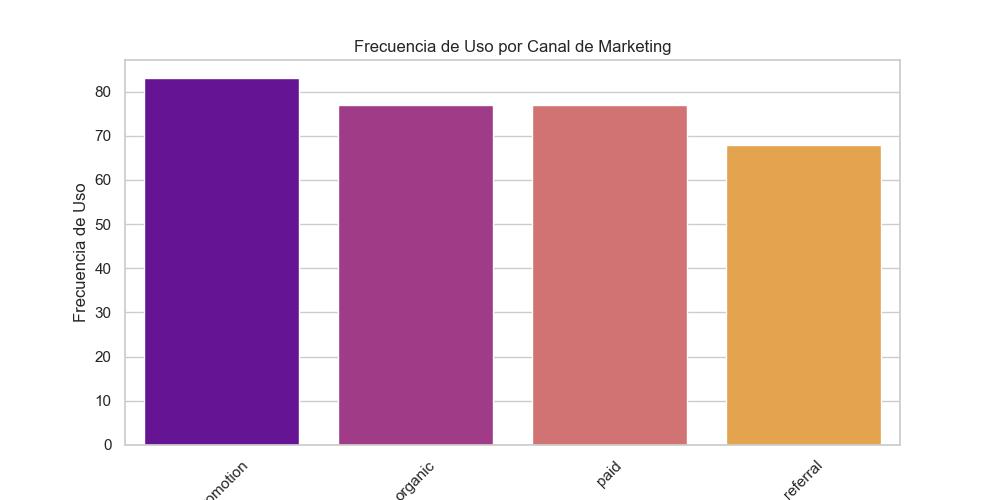 Frecuencia de Uso por Canal de Marketing
Frecuencia de Uso
80
70
60
50
40
30
20
10
0
omotion
organic
paid
referral